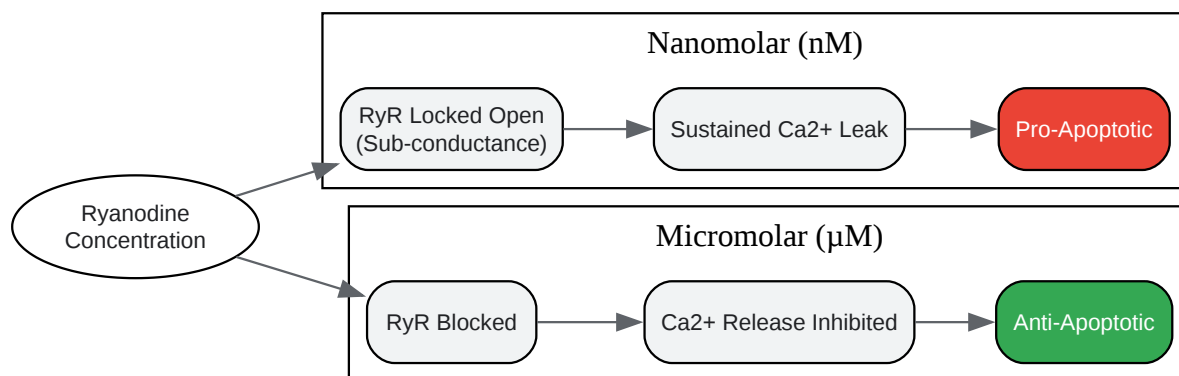 Nanomolar (nM)
RyR Locked Open
(Sub-conductance)
Sustained Ca2+ Leak
Pro-Apoptotic
Ryanodine
Concentration
Micromolar (µM)
RyR Blocked
Ca2+ Release Inhibited
Anti-Apoptotic